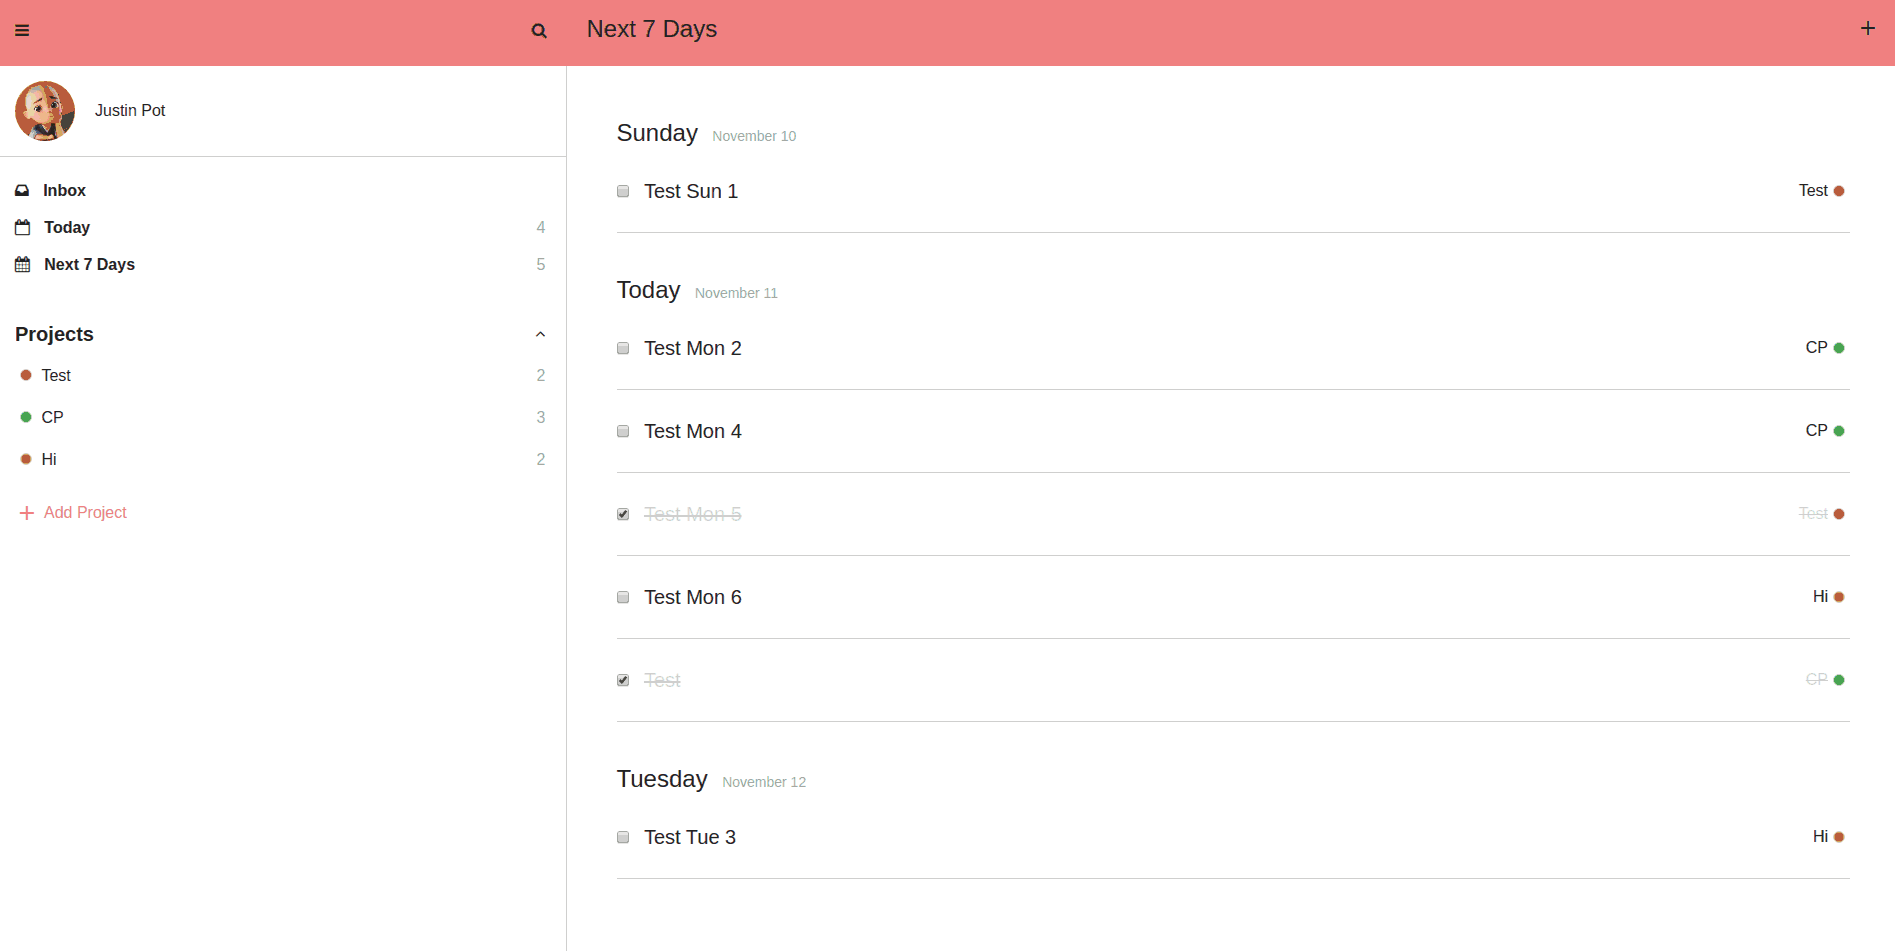 Next 7 Days
Justin Pot
Inbox
Today 4
Next 7 Days 5
Projects
Test 2
CP 3
Hi 2
Add Project
Sunday November 10
Test Sun 1 Test
Today November 11
Test Mon 2 CP
Test Mon 4 CP
Test Mon 5 Test
Test Mon 6 Hi
Test CP
Tuesday November 12
Test Tue 3 Hi